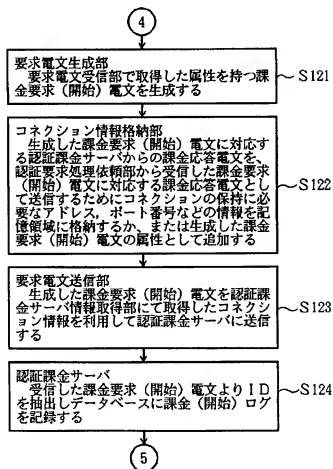 4
要求電文生成部
要求電文受信部で取得した属性を持つ課
金要求（開始）電文を生成する
S121
コネクション情報格納部
生成した課金要求（開始）電文に対応す
る認証課金サーバからの課金応答電文を、
認証要求処理依頼部から受信した課金要求
（開始）電文に対応する課金応答電文とし
て送信するためにコネクションの保持に必
要なアドレス，ポート番号などの情報を記
憶領域に格納するか、または生成した課金
要求（開始）電文の属性として追加する
S122
要求電文送信部
生成した課金要求（開始）電文を認証課
金サーバ情報取得部にて取得したコネクシ
ョン情報を利用して認証課金サーバに送信
する
S123
認証課金サーバ
受信した課金要求（開始）電文よりＩＤ
を抽出しデータベースに課金（開始）ログ
を記録する
S124
5